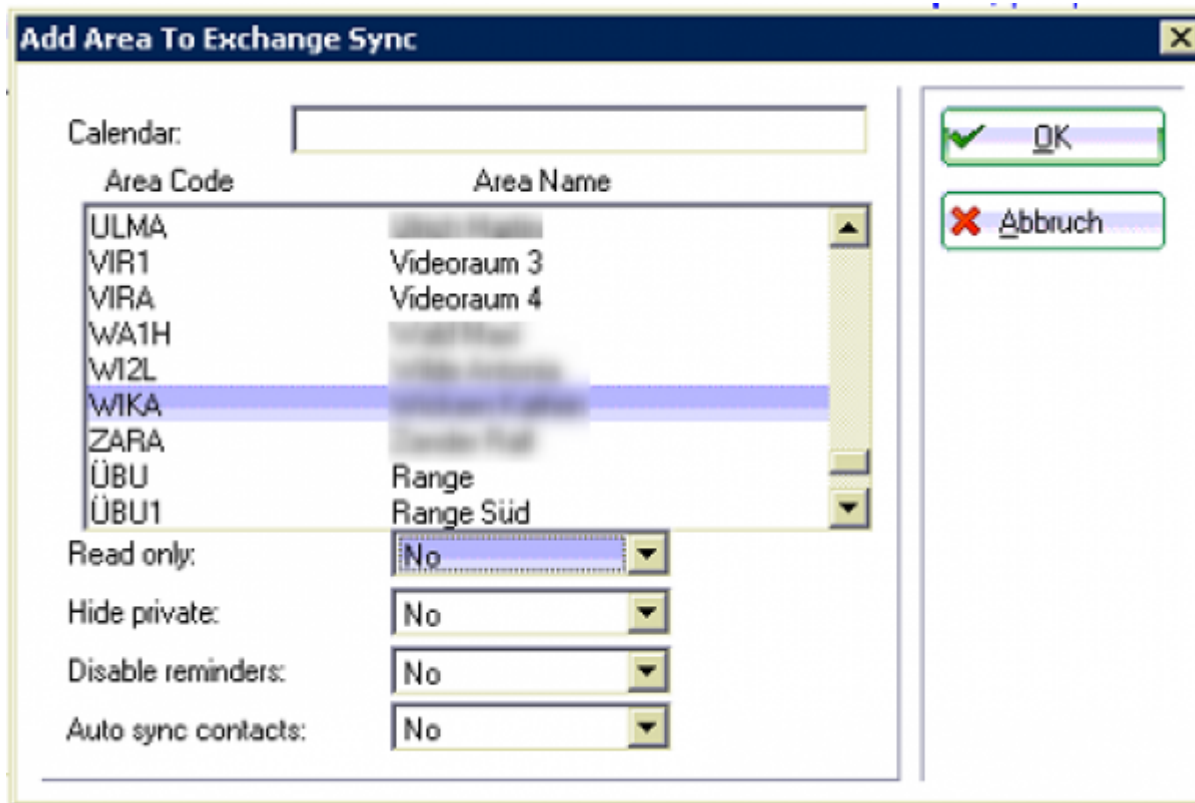 Add Area To Exchange Sync
Calendar:
Area Code Area Name
ULMA
VIR1 Videoraum 3
VIRA Videoraum 4
WA1H
WI2L
WIKA
ZARA
ÜBU Range
ÜBU1 Range Süd
Read only: No
Hide private: No
Disable reminders: No
Auto sync contacts: No
OK
Abbruch